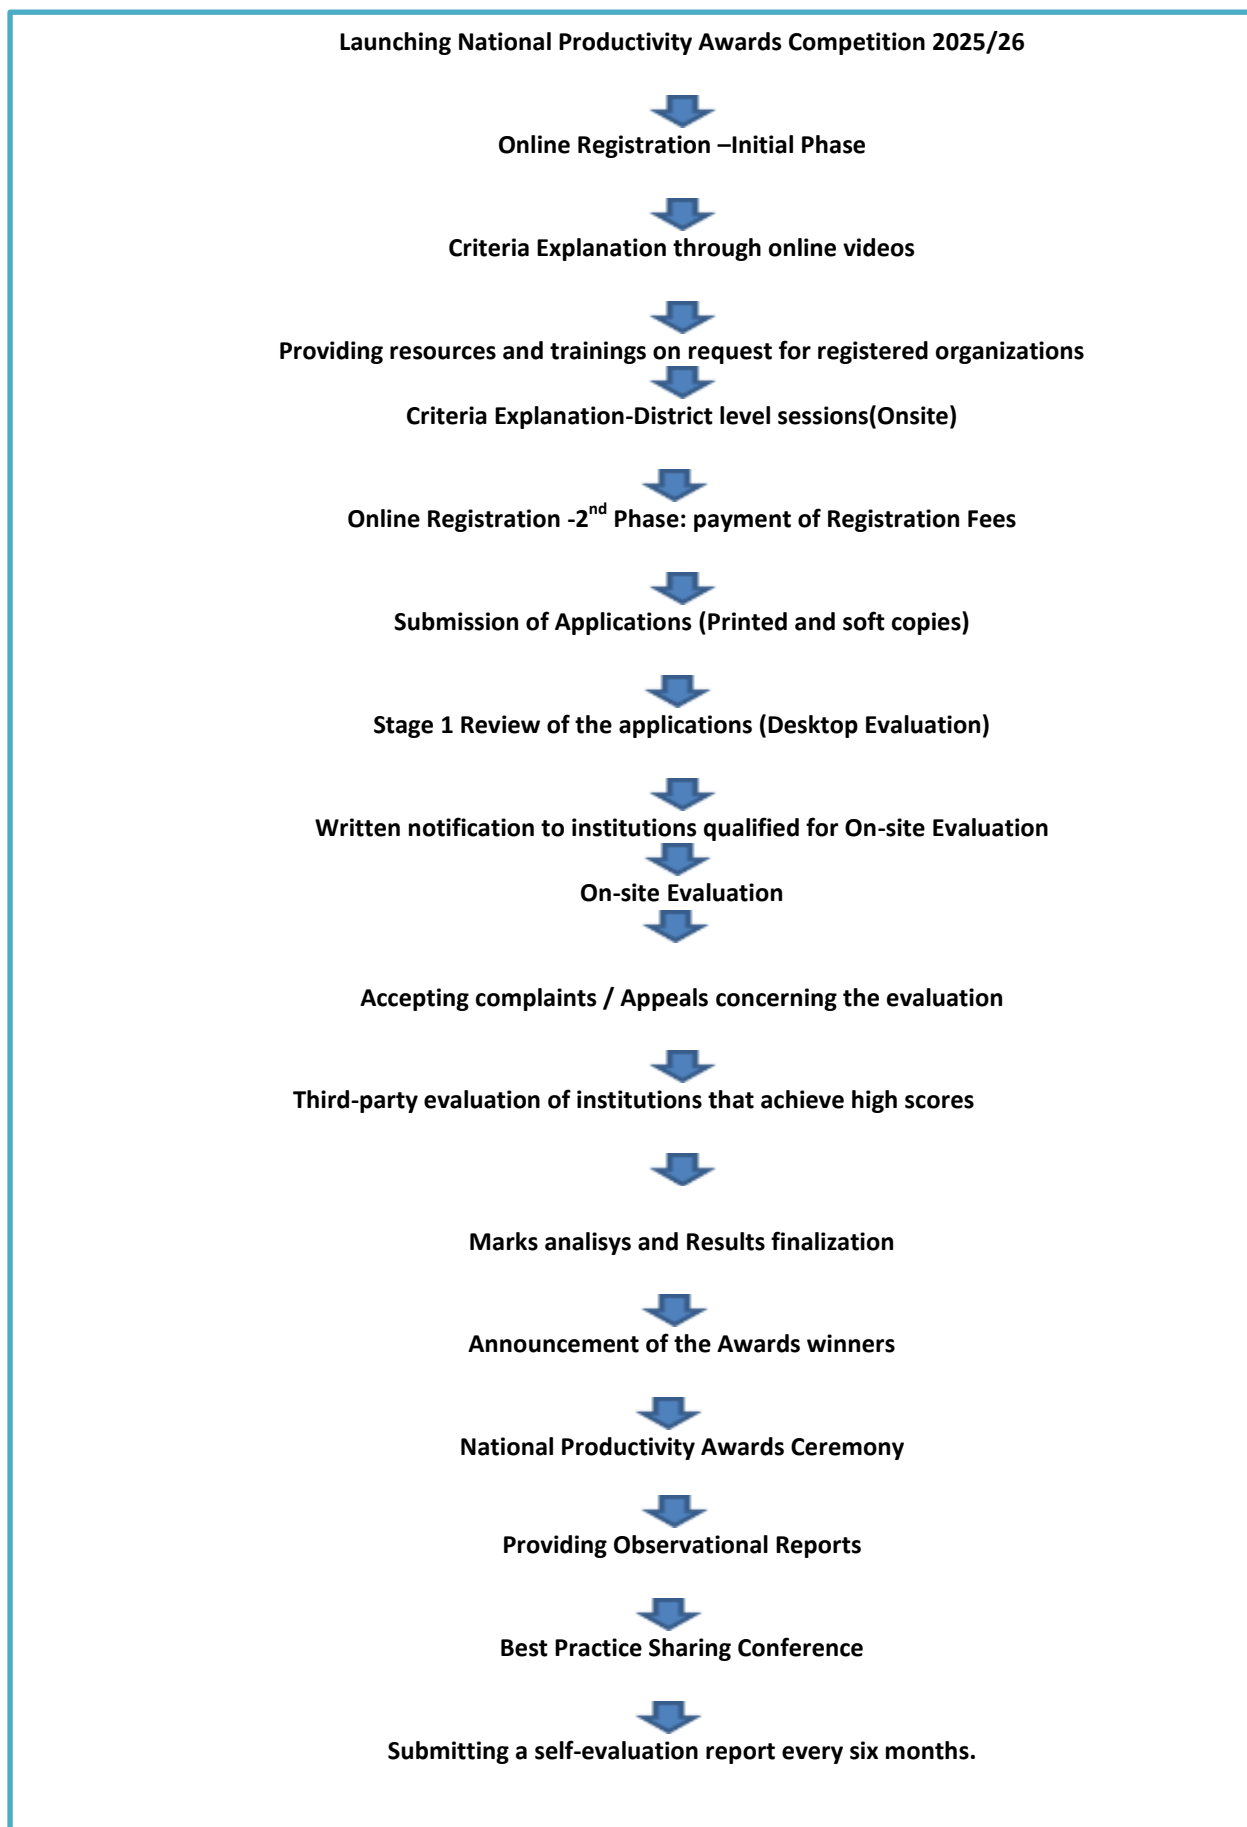 Launching National Productivity Awards Competition 2025/26
Online Registration –Initial Phase
Criteria Explanation through online videos
Providing resources and trainings on request for registered organizations
Criteria Explanation-District level sessions(Onsite)
Online Registration -2nd Phase: payment of Registration Fees
Submission of Applications (Printed and soft copies)
Stage 1 Review of the applications (Desktop Evaluation)
Written notification to institutions qualified for On-site Evaluation
On-site Evaluation
Accepting complaints / Appeals concerning the evaluation
Third-party evaluation of institutions that achieve high scores
Marks analisys and Results finalization
Announcement of the Awards winners
National Productivity Awards Ceremony
Providing Observational Reports
Best Practice Sharing Conference
Submitting a self-evaluation report every six months.